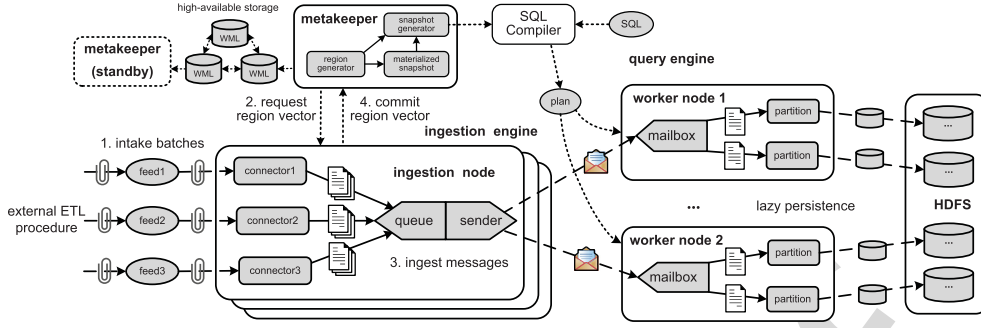 high-available storage
WML
WML
WML
metakeeper
(standby)
metakeeper
snapshot
generator
region
generator
materialized
snapshot
SQL
Compiler
SQL
query engine
plan
2. request
region vector
4. commit
region vector
ingestion engine
1. intake batches
feed1
feed2
feed3
external ETL
procedure
connector1
connector2
connector3
ingestion node
queue
sender
3. ingest messages
worker node 1
mailbox
partition
partition
...
lazy persistence
worker node 2
mailbox
partition
partition
HDFS
...
...
...
...